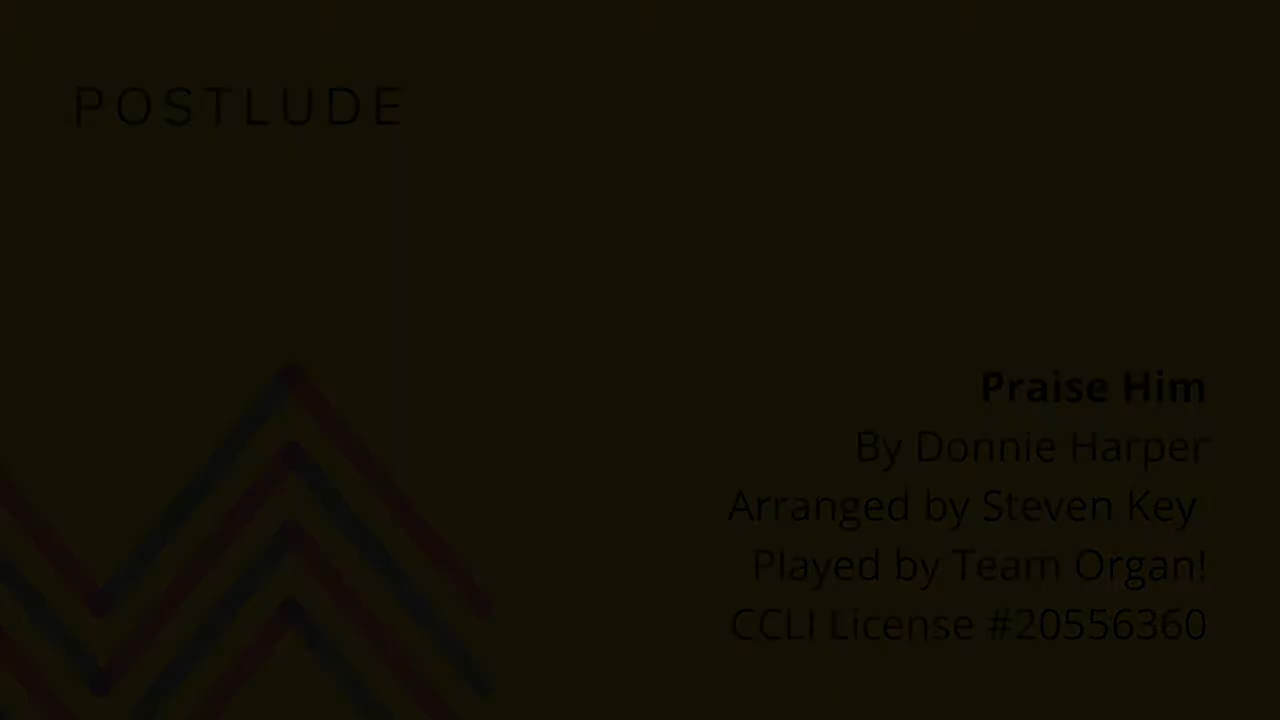 POSTLUDE
Praise Him
By Donnie Harper
Arranged by Steven Key
Played by Team Organ!
CCLI License #20556360